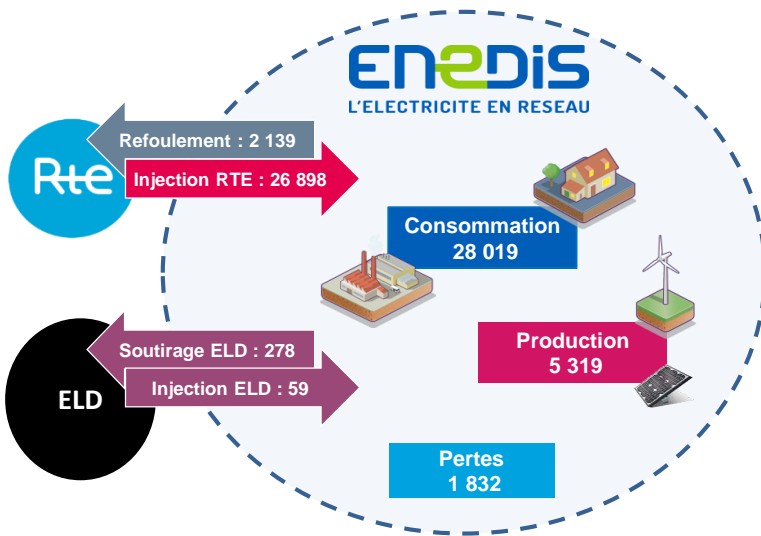 ENEDIS
L'ELECTRICITE EN RESEAU
Refoulement : 2 139
Rte
Injection RTE : 26 898
Consommation
28 019
Production
5 319
Soutirage ELD : 278
ELD
Injection ELD : 59
Pertes
1 832